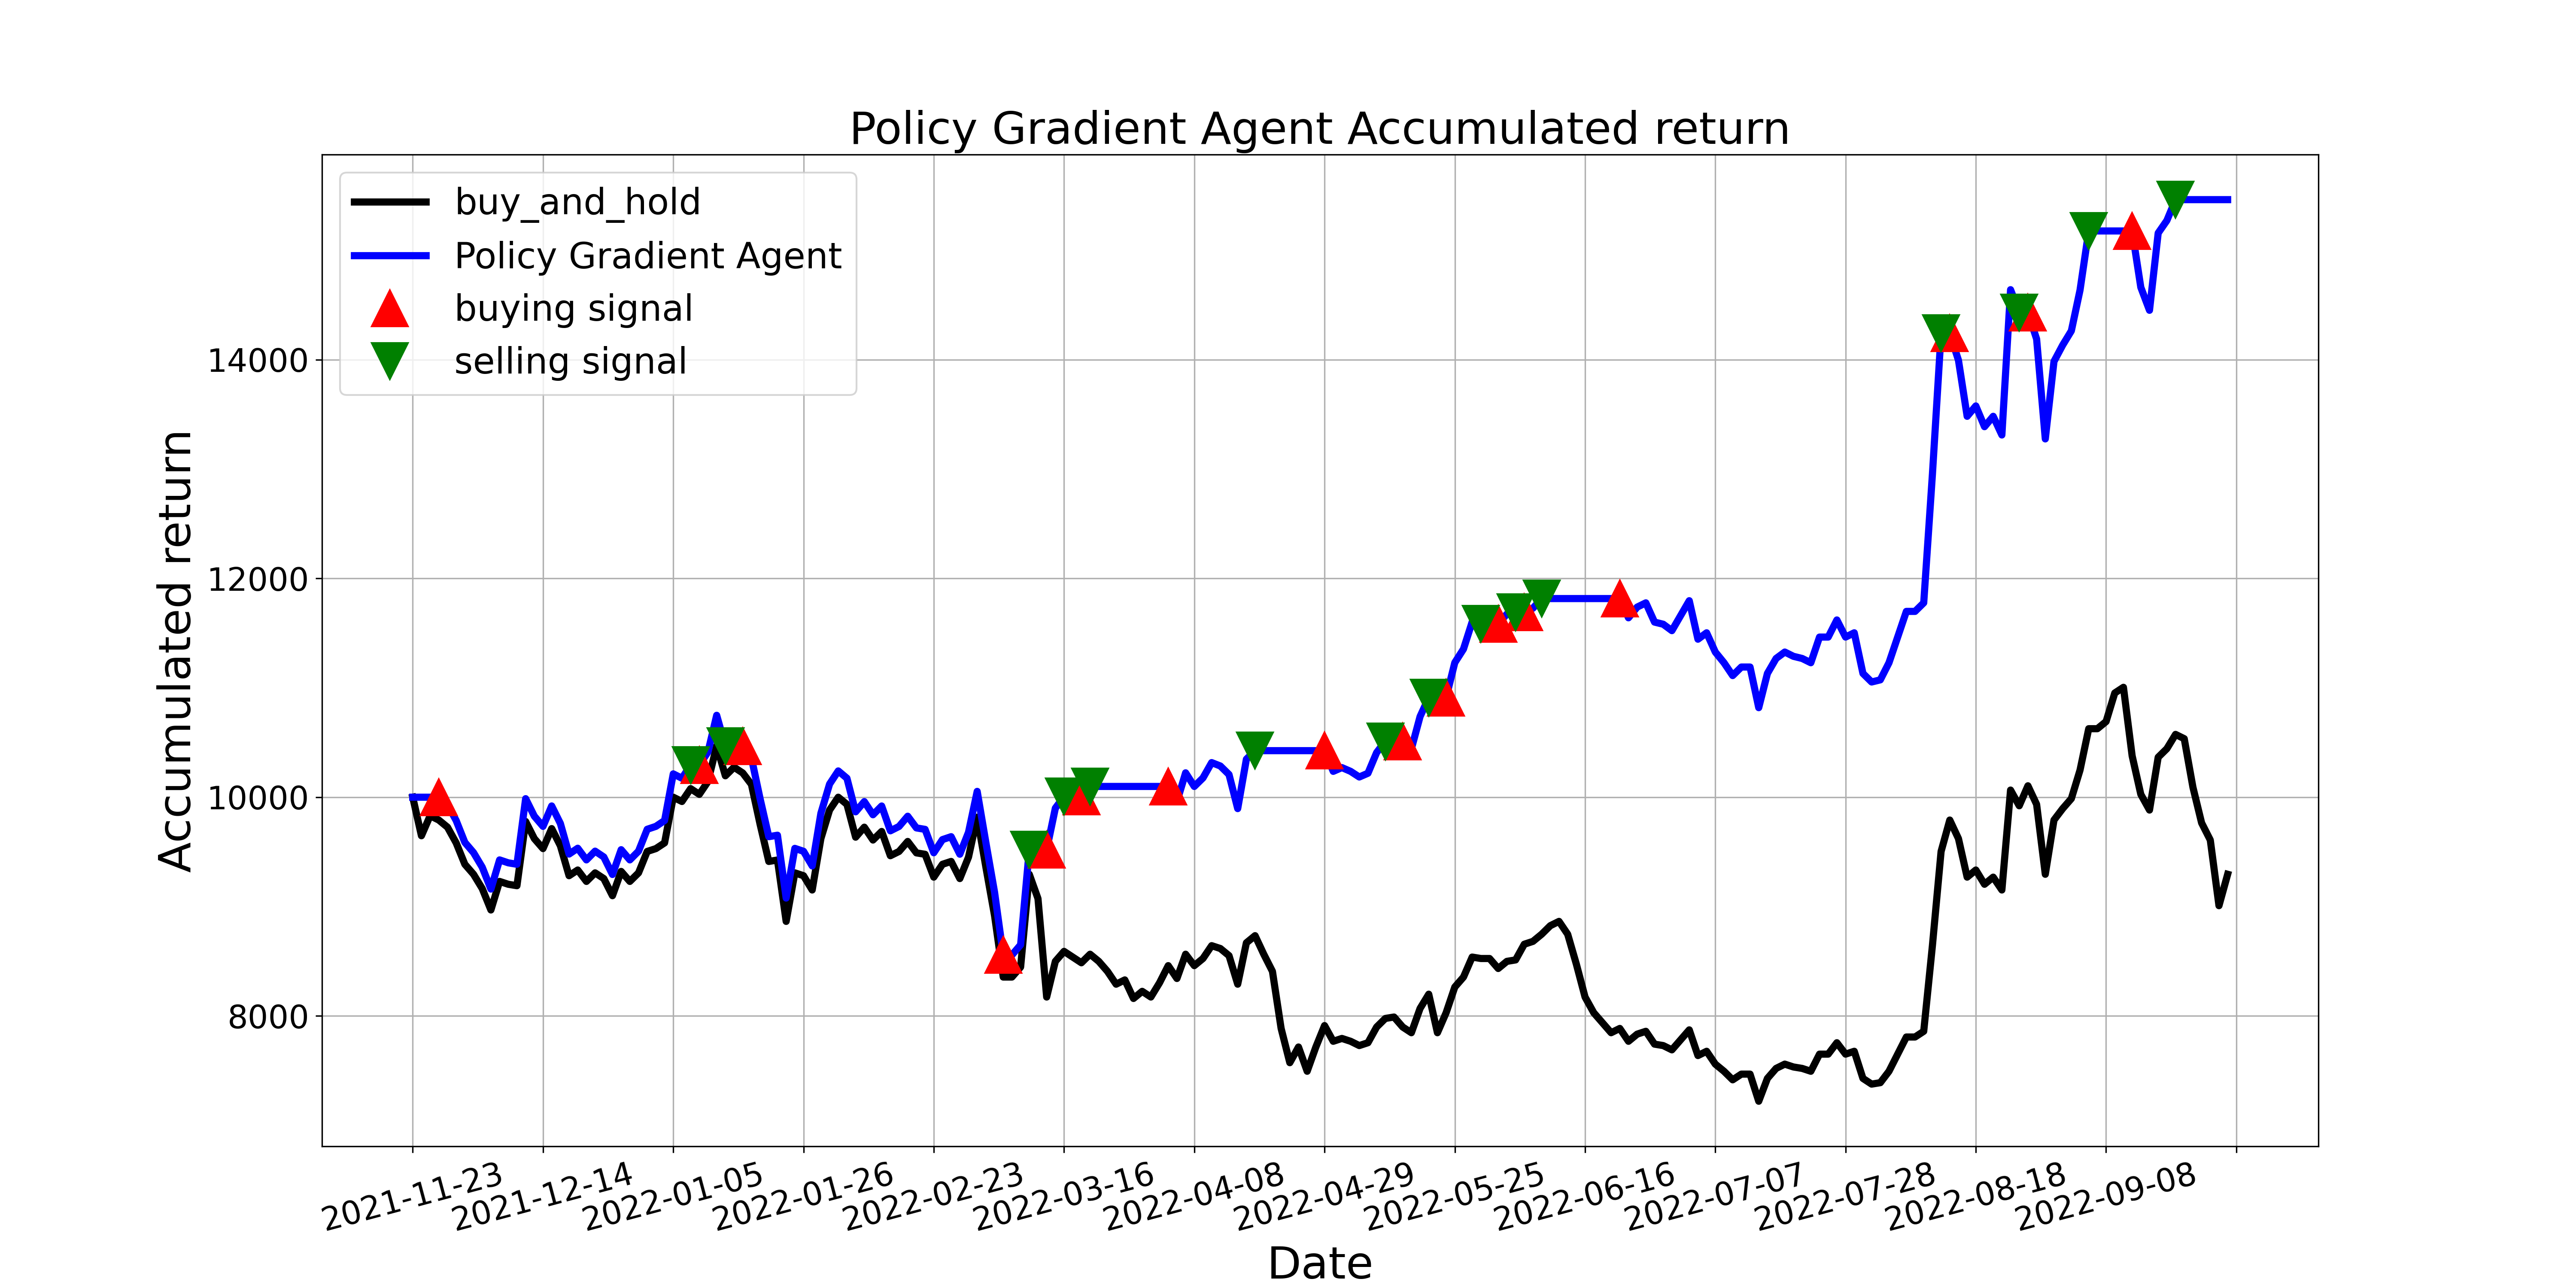 Policy Gradient Agent Accumulated return
buy_and_hold
Policy Gradient Agent
buying signal
selling signal
Accumulated return
14000
12000
10000
8000
2021-11-23
2021-12-14
2022-01-05
2022-01-26
2022-02-23
2022-03-16
2022-04-08
2022-04-29
2022-05-25
2022-06-16
2022-07-07
2022-07-28
2022-08-18
2022-09-08
Date